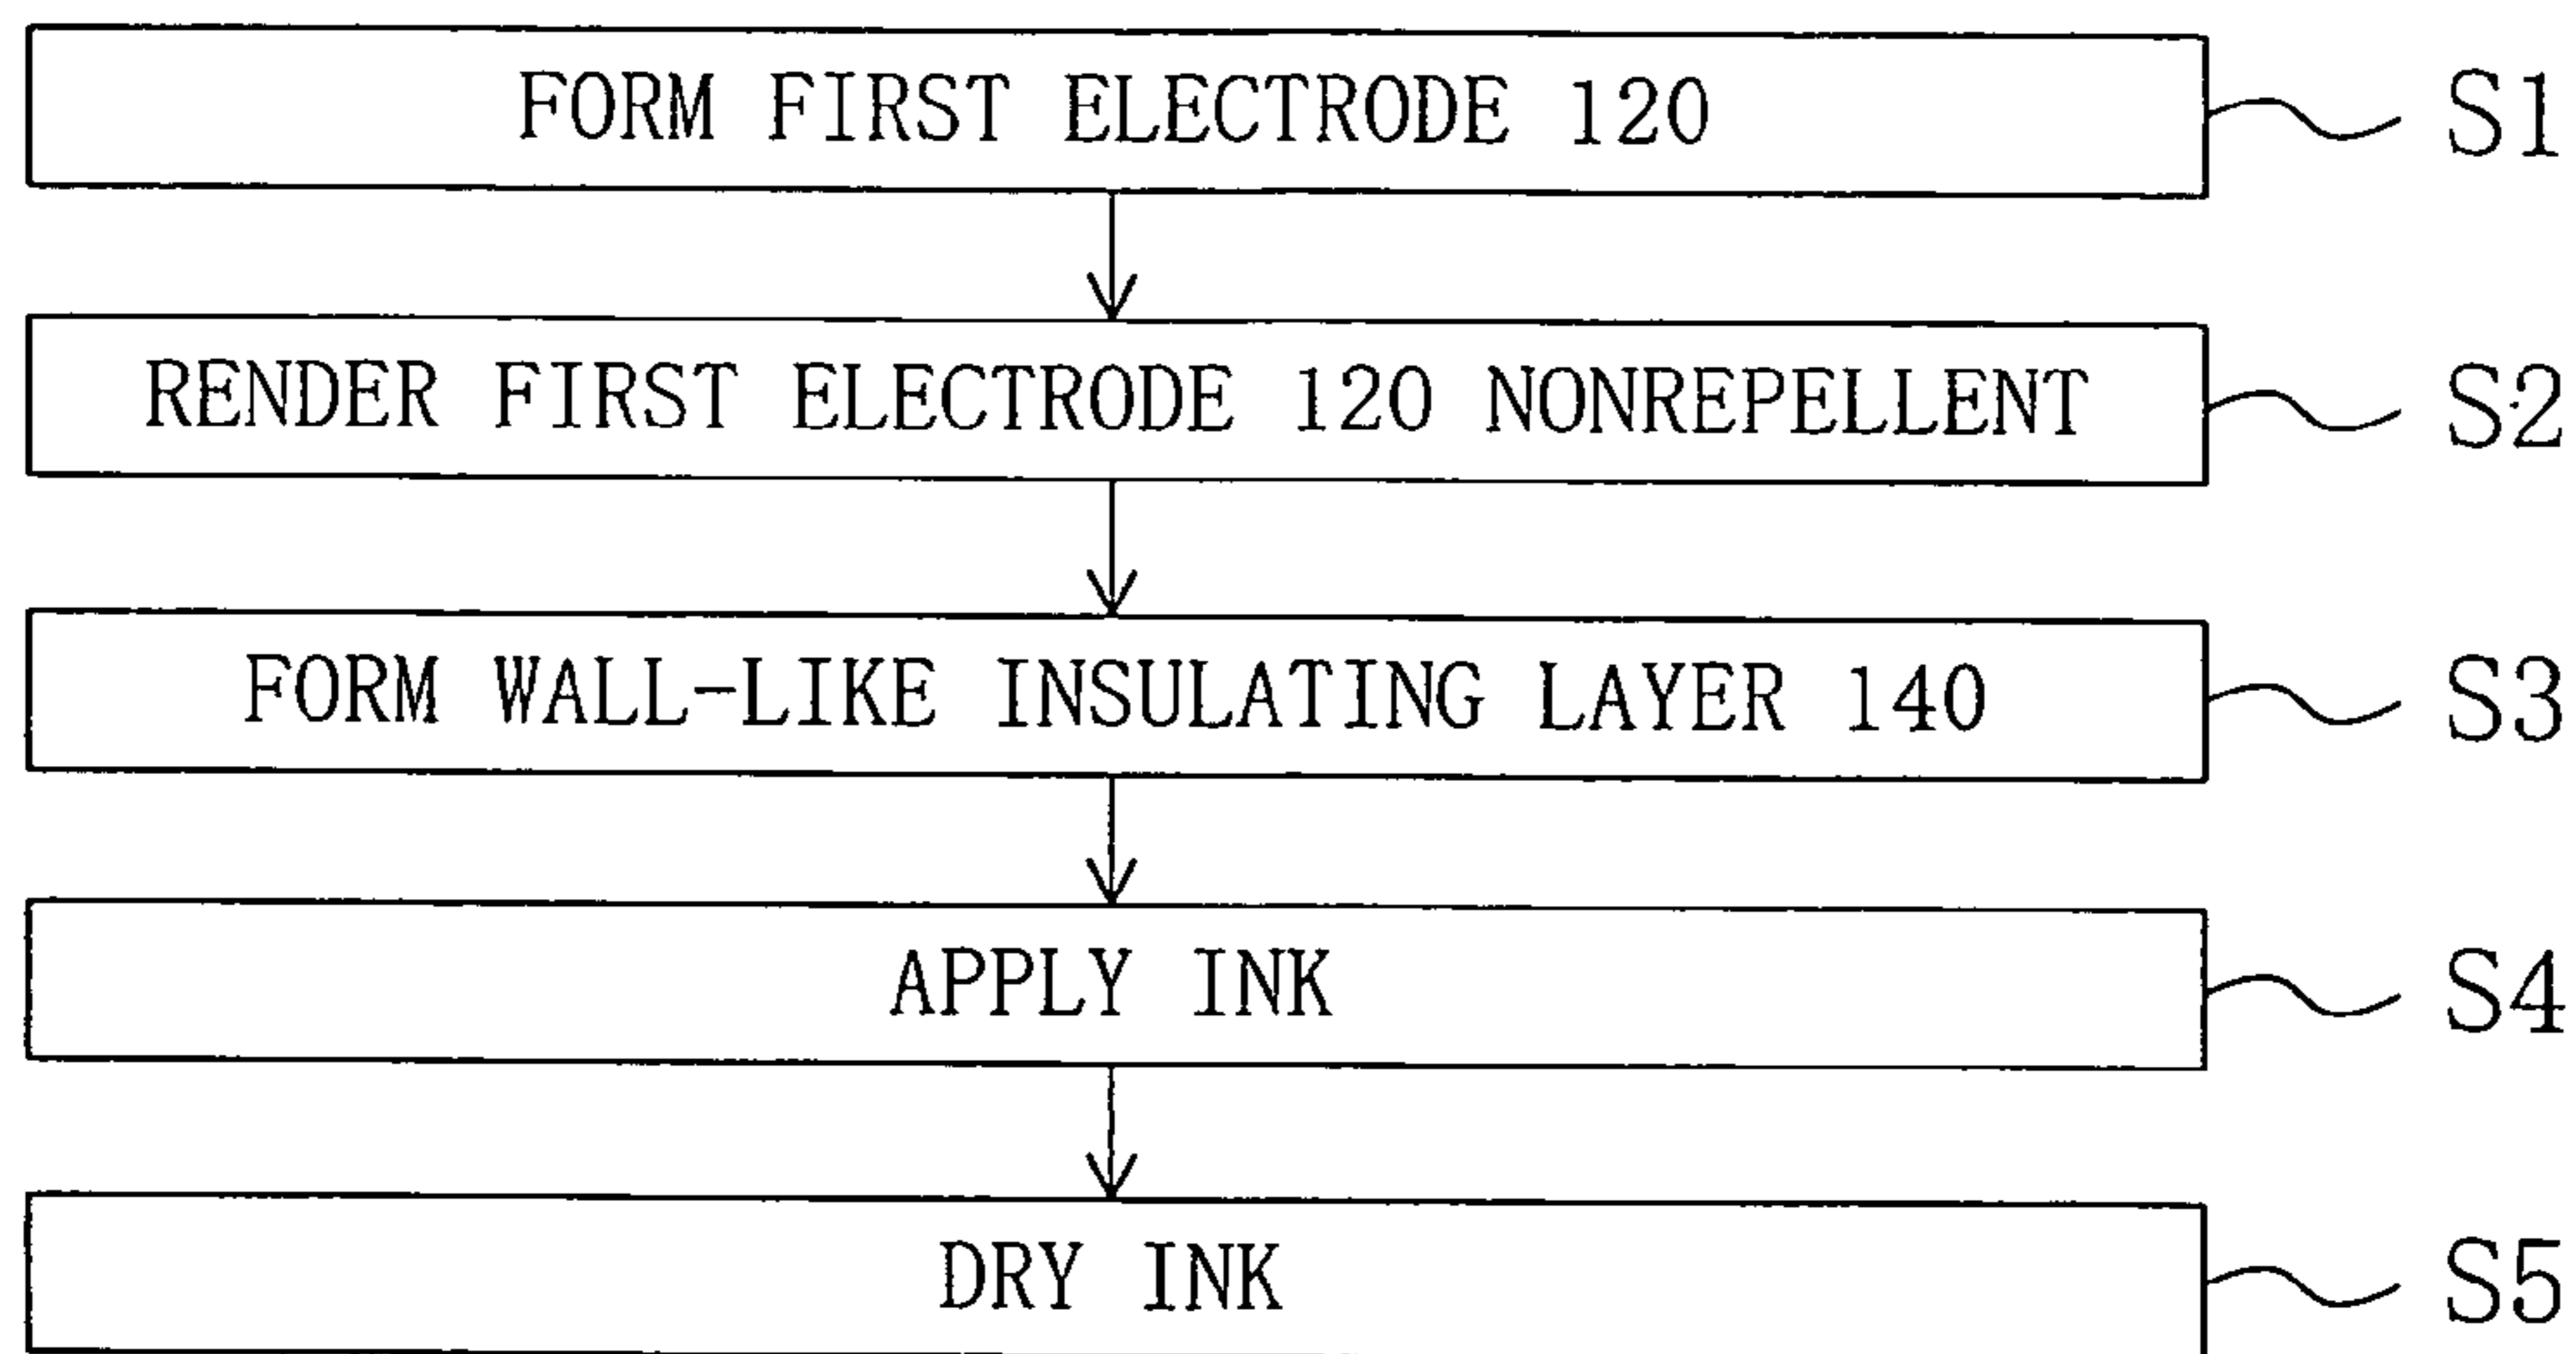 FORM FIRST ELECTRODE 120 S1
RENDER FIRST ELECTRODE 120 NONREPELLENT S2
FORM WALL-LIKE INSULATING LAYER 140 S3
APPLY INK S4
DRY INK S5